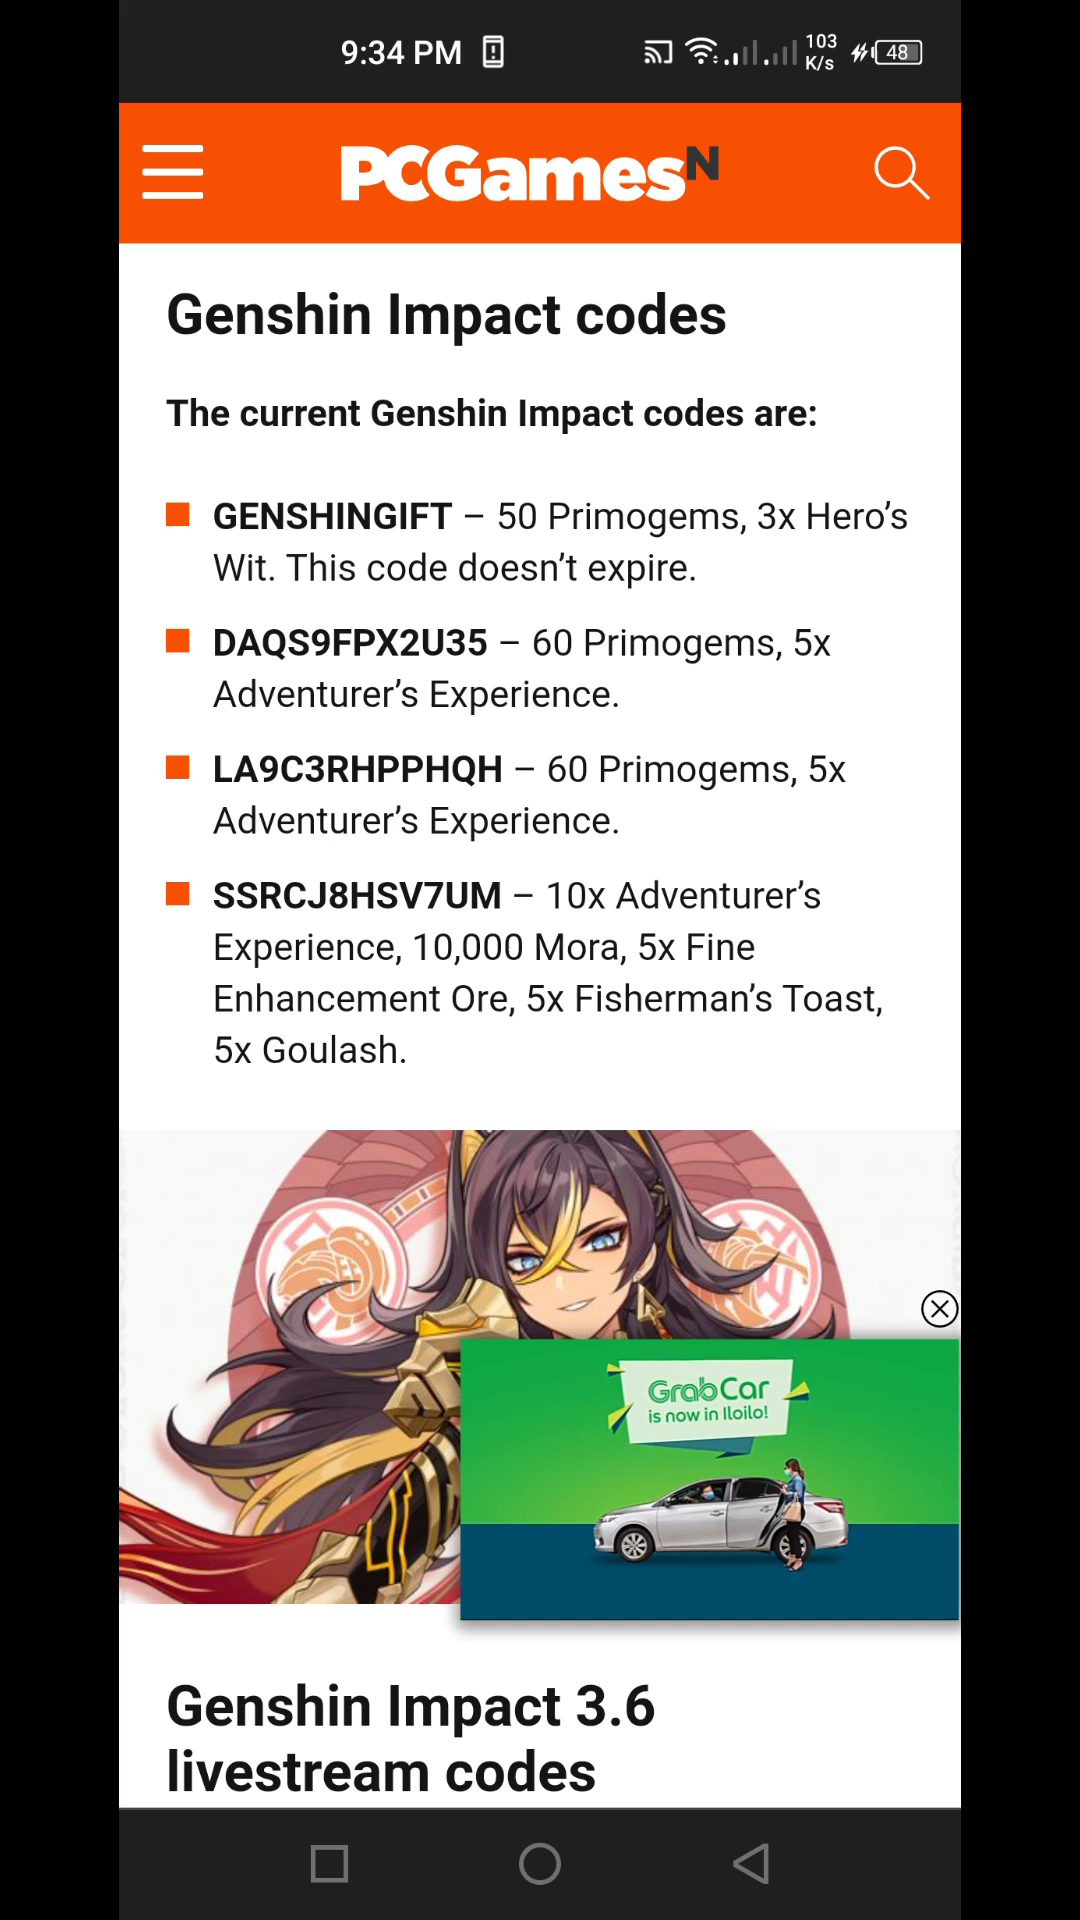 9:34 PM
103
K/s
48
PCGamesN
Genshin Impact codes
The current Genshin Impact codes are:
GENSHINGIFT – 50 Primogems, 3x Hero’s
Wit. This code doesn’t expire.
DAQS9FPX2U35 – 60 Primogems, 5x
Adventurer’s Experience.
LA9C3RHPPHQH – 60 Primogems, 5x
Adventurer’s Experience.
SSRCJ8HSV7UM – 10x Adventurer’s
Experience, 10,000 Mora, 5x Fine
Enhancement Ore, 5x Fisherman’s Toast,
5x Goulash.
GrabCar
is now in Iloilo!
Genshin Impact 3.6
livestream codes